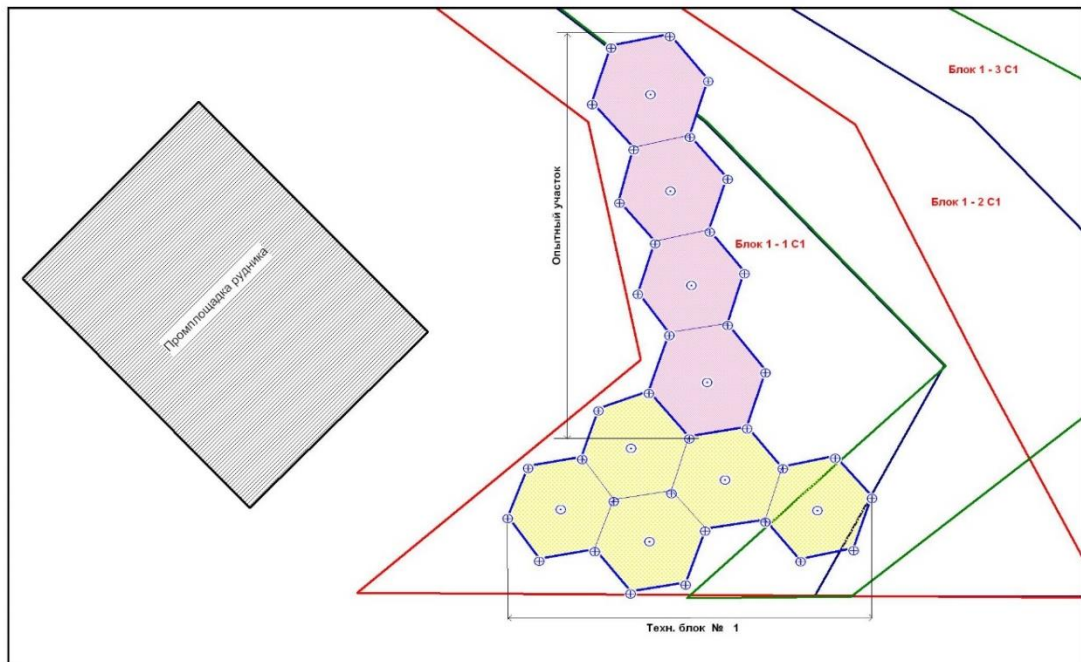 Блок 1 - 3 С1
Блок 1 - 2 С1
Опытный участок
Блок 1 - 1 С1
Промплощадка рудника
Техн. блок № 1